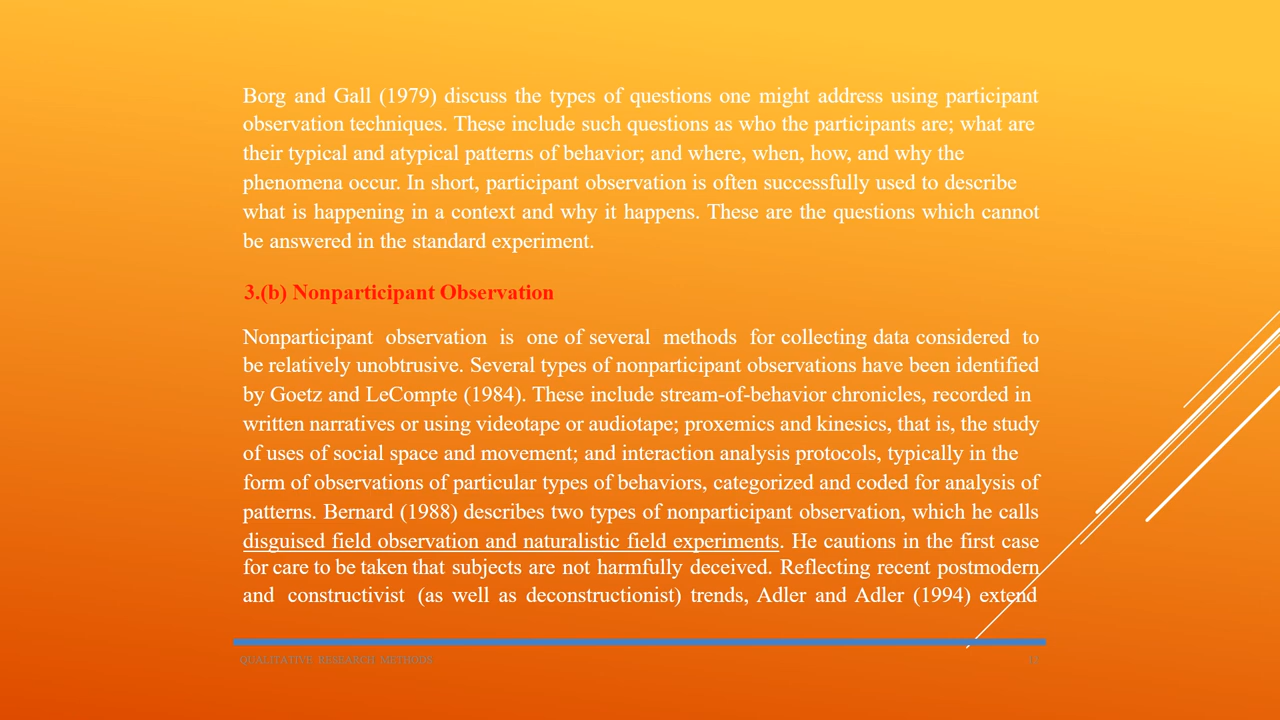 Borg and Gall (1979) discuss the types of questions one might address using participant
observation techniques. These include such questions as who the participants are; what are
their typical and atypical patterns of behavior; and where, when, how, and why the
phenomena occur. In short, participant observation is often successfully used to describe
what is happening in a context and why it happens. These are the questions which cannot
be answered in the standard experiment.
3.(b) Nonparticipant Observation
Nonparticipant observation is one of several methods for collecting data considered to
be relatively unobtrusive. Several types of nonparticipant observations have been identified
by Goetz and LeCompte (1984). These include stream-of-behavior chronicles, recorded in
written narratives or using videotape or audiotape; proxemics and kinesics, that is, the study
of uses of social space and movement; and interaction analysis protocols, typically in the
form of observations of particular types of behaviors, categorized and coded for analysis of
patterns. Bernard (1988) describes two types of nonparticipant observation, which he calls
disguised field observation and naturalistic field experiments. He cautions in the first case
for care to be taken that subjects are not harmfully deceived. Reflecting recent postmodern
and constructivist (as well as deconstructionist) trends, Adler and Adler (1994) extend
QUALITATIVE RESEARCH METHODS